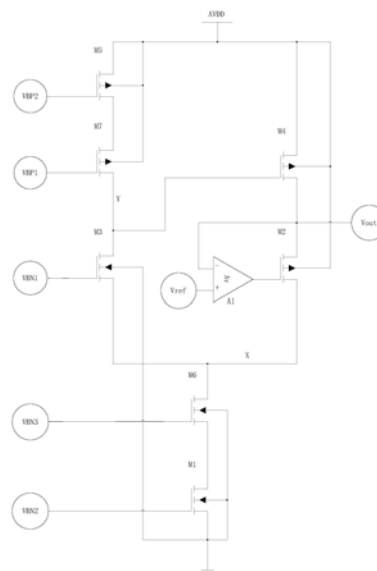 AVDD
M5
VBP2
M7
M4
VBP1
Y
Vout
M3
M2
VBN1
-
Av
+
Vref
A1
X
M6
VBN3
M1
VBN2